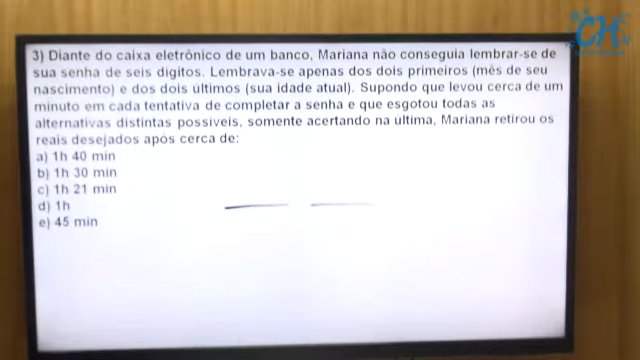 CH
3) Diante do caixa eletrônico de um banco, Mariana não conseguia lembrar-se de
sua senha de seis dígitos. Lembrava-se apenas dos dois primeiros (mês de seu
nascimento) e dos dois últimos (sua idade atual). Supondo que levou cerca de um
minuto em cada tentativa de completar a senha e que esgotou todas as
alternativas distintas possíveis, somente acertando na última, Mariana retirou os
reais desejados após cerca de:
a) 1h 40 min
b) 1h 30 min
c) 1h 21 min
d) 1h
e) 45 min